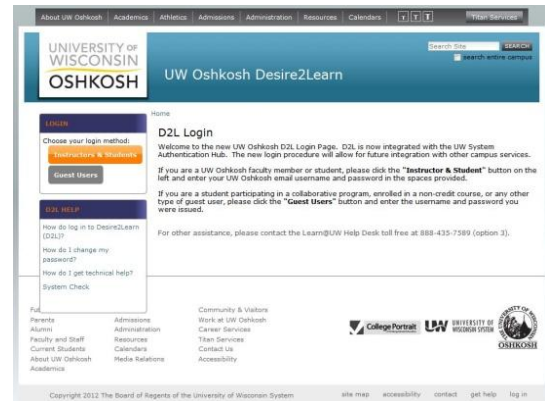 About UW Oshkosh Academics Athletics Admissions Administration Resources Calendars T T T Titan Services
UNIVERSITY OF
WISCONSIN
OSHKOSH
UW Oshkosh Desire2Learn
Search Site SEARCH
search entire campus
LOGIN
Choose your login method:
Instructors & Students
Guest Users
D2L HELP
How do log in to Desire2Learn
(D2L)?
How do I change my
password?
How do I get technical help?
System Check
Home
D2L Login
Welcome to the new UW Oshkosh D2L Login Page. D2L is now integrated with the UW System
Authentication Hub. The new login procedure will allow for future integration with other campus services.
If you are a UW Oshkosh faculty member or student, please click the "Instructor & Student" button on the
left and enter your UW Oshkosh email username and password in the spaces provided.
If you are a student participating in a collaborative program, enrolled in a non-credit course, or any other
type of guest user, please click the "Guest Users" button and enter the username and password you
were issued.
For other assistance, please contact the Learn@UW Help Desk toll free at 888-435-7589 (option 3).
Parents
Alumni
Faculty and Staff
Current Students
About UW Oshkosh
Academics
Admissions
Administration
Resources
Calendars
Media Relations
Community & Visitors
Work at UW Oshkosh
Career Services
Titan Services
Contact Us
Accessibility
College Portrait
UW UNIVERSITY OF
WISCONSIN SYSTEM
OSHKOSH
Copyright 2012 The Board of Regents of the University of Wisconsin System
site map accessibility contact get help log in